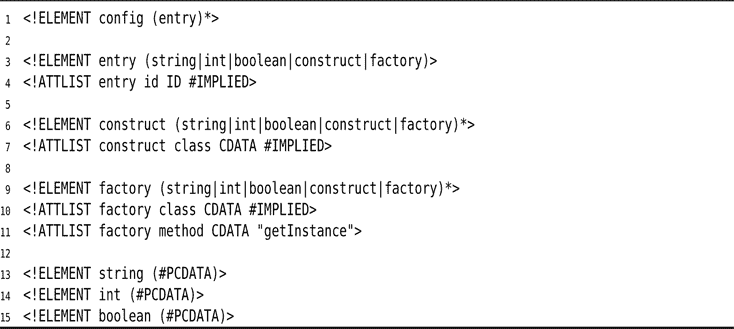 1 <!ELEMENT config (entry)*>
2
3 <!ELEMENT entry (string|int|boolean|construct|factory)>
4 <!ATTLIST entry id ID #IMPLIED>
5
6 <!ELEMENT construct (string|int|boolean|construct|factory)*>
7 <!ATTLIST construct class CDATA #IMPLIED>
8
9 <!ELEMENT factory (string|int|boolean|construct|factory)*>
10 <!ATTLIST factory class CDATA #IMPLIED>
11 <!ATTLIST factory method CDATA "getInstance">
12
13 <!ELEMENT string (#PCDATA)>
14 <!ELEMENT int (#PCDATA)>
15 <!ELEMENT boolean (#PCDATA)>